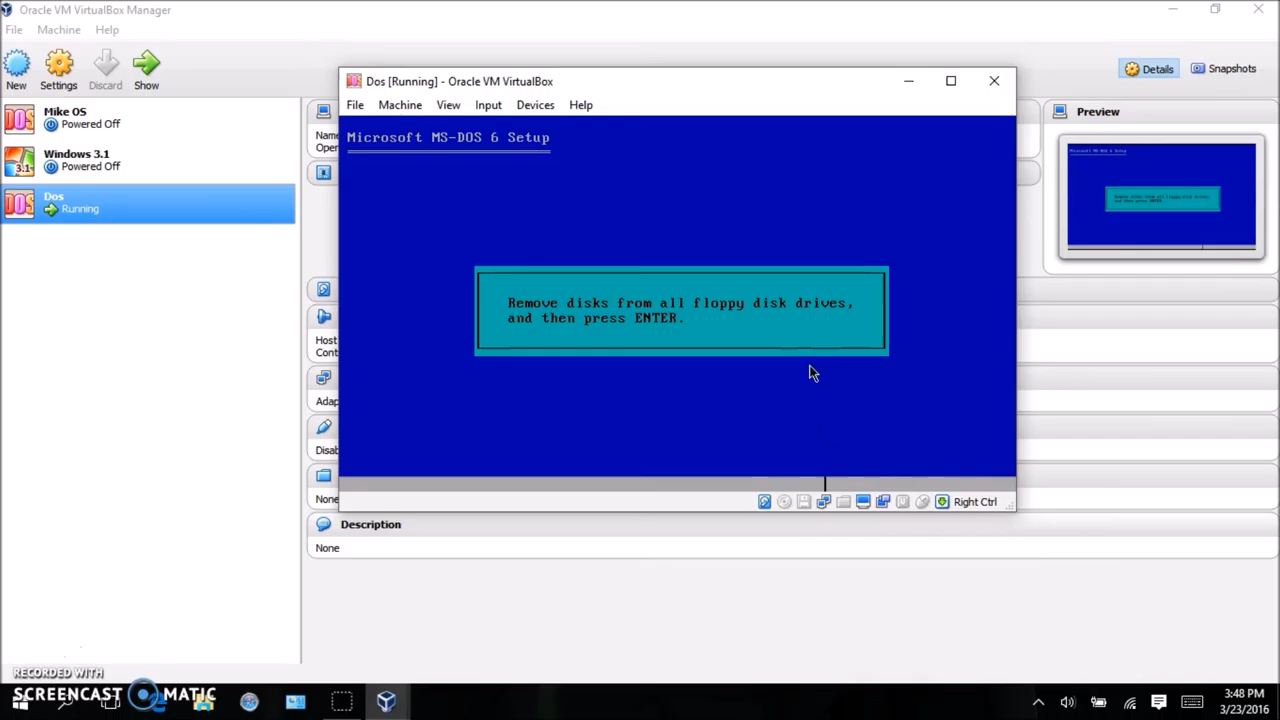 Oracle VM VirtualBox Manager
File Machine Help
New Settings Discard Show
Details Snapshots
Mike OS
Powered Off
Windows 3.1
Powered Off
Dos
Running
Name
Oper
Host
Cont
Adap
Disab
None
Description
None
Preview
Dos [Running] - Oracle VM VirtualBox
File Machine View Input Devices Help
Microsoft MS-DOS 6 Setup
Remove disks from all floppy disk drives,
and then press ENTER.
Right Ctrl
RECORDED WITH
SCREENCAST MATIC
3:48 PM
3/23/2016